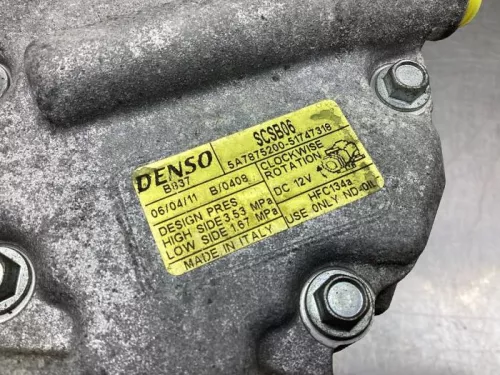 DENSO
SCSB06
5A7875200-51747318
BB37
CLOCKWISE
ROTATION
06/04/11 B/0408
DC 12V
DESIGN PRES
HIGH SIDE 3.53 MPa
LOW SIDE 1.67 MPa
HFC134a
USE ONLY ND-OIL
MADE IN ITALY